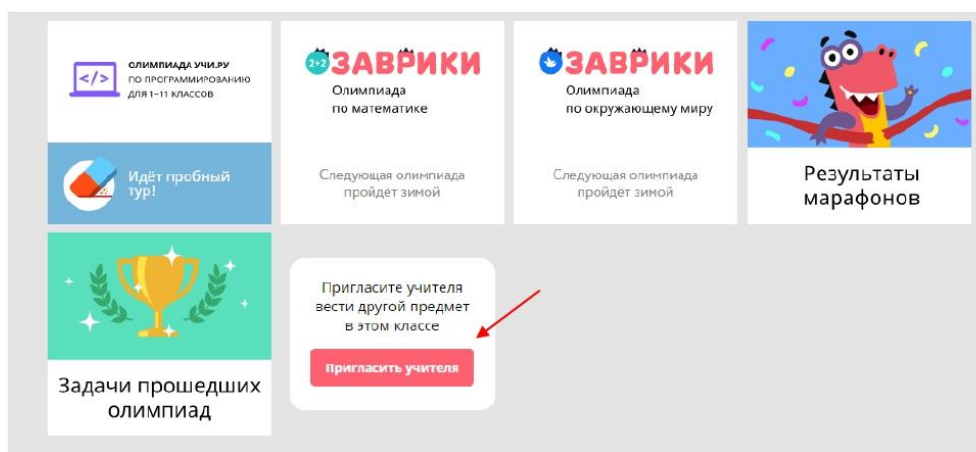 </>
ОЛИМПИАДА УЧИ.РУ
ПО ПРОГРАММИРОВАНИЮ
ДЛЯ 1–11 КЛАССОВ
Идёт пробный
тур!
2+2
ЗАВРИКИ
Олимпиада
по математике
Следующая олимпиада
пройдёт зимой
ЗАВРИКИ
Олимпиада
по окружающему миру
Следующая олимпиада
пройдёт зимой
Результаты
марафонов
Задачи прошедших
олимпиад
Пригласите учителя
вести другой предмет
в этом классе
Пригласить учителя